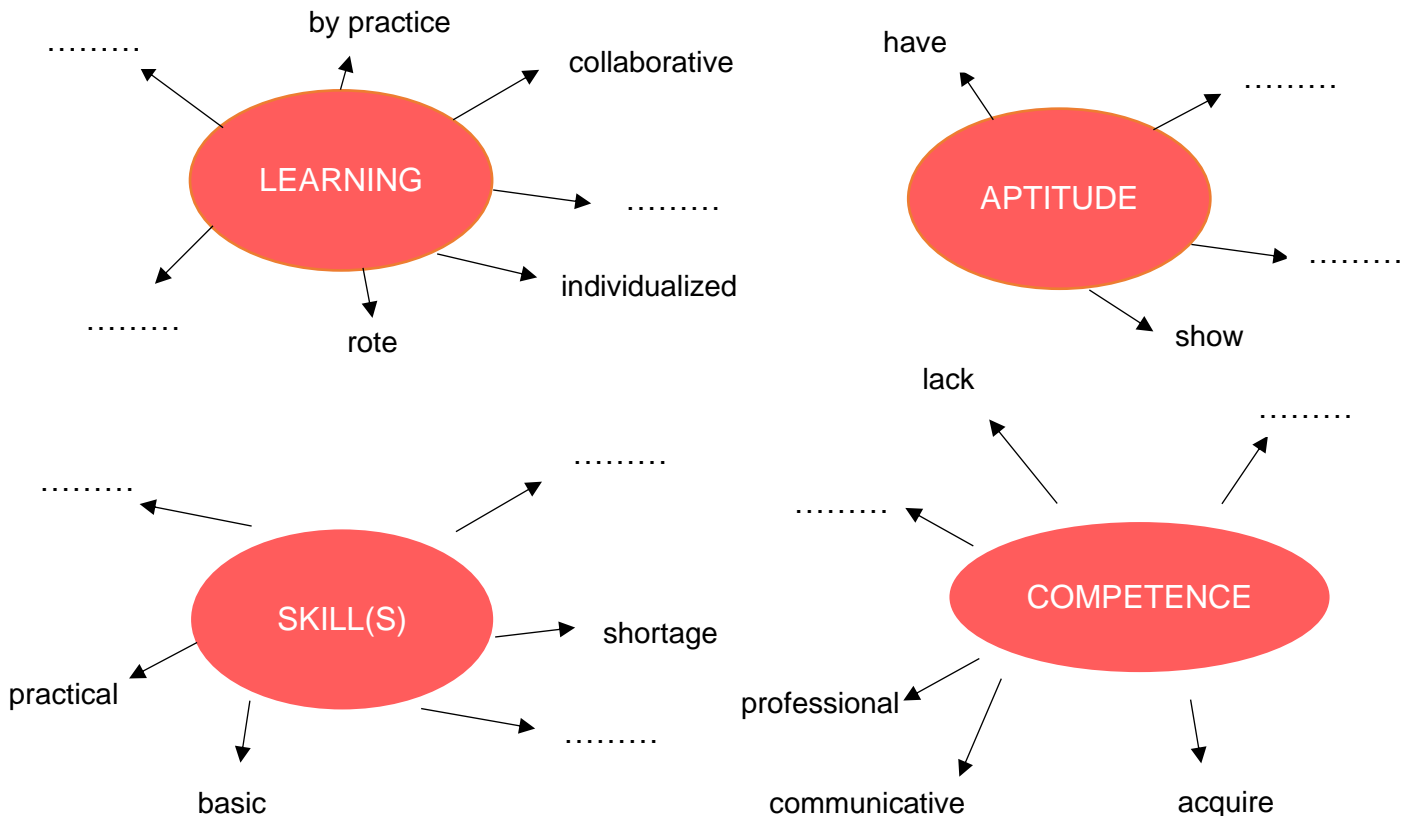 by practice
.........
collaborative
LEARNING
.........
individualized
.........
rote
have
.........
APTITUDE
.........
show
.........
.........
SKILL(S)
shortage
practical
.........
basic
lack
.........
.........
COMPETENCE
professional
communicative
acquire